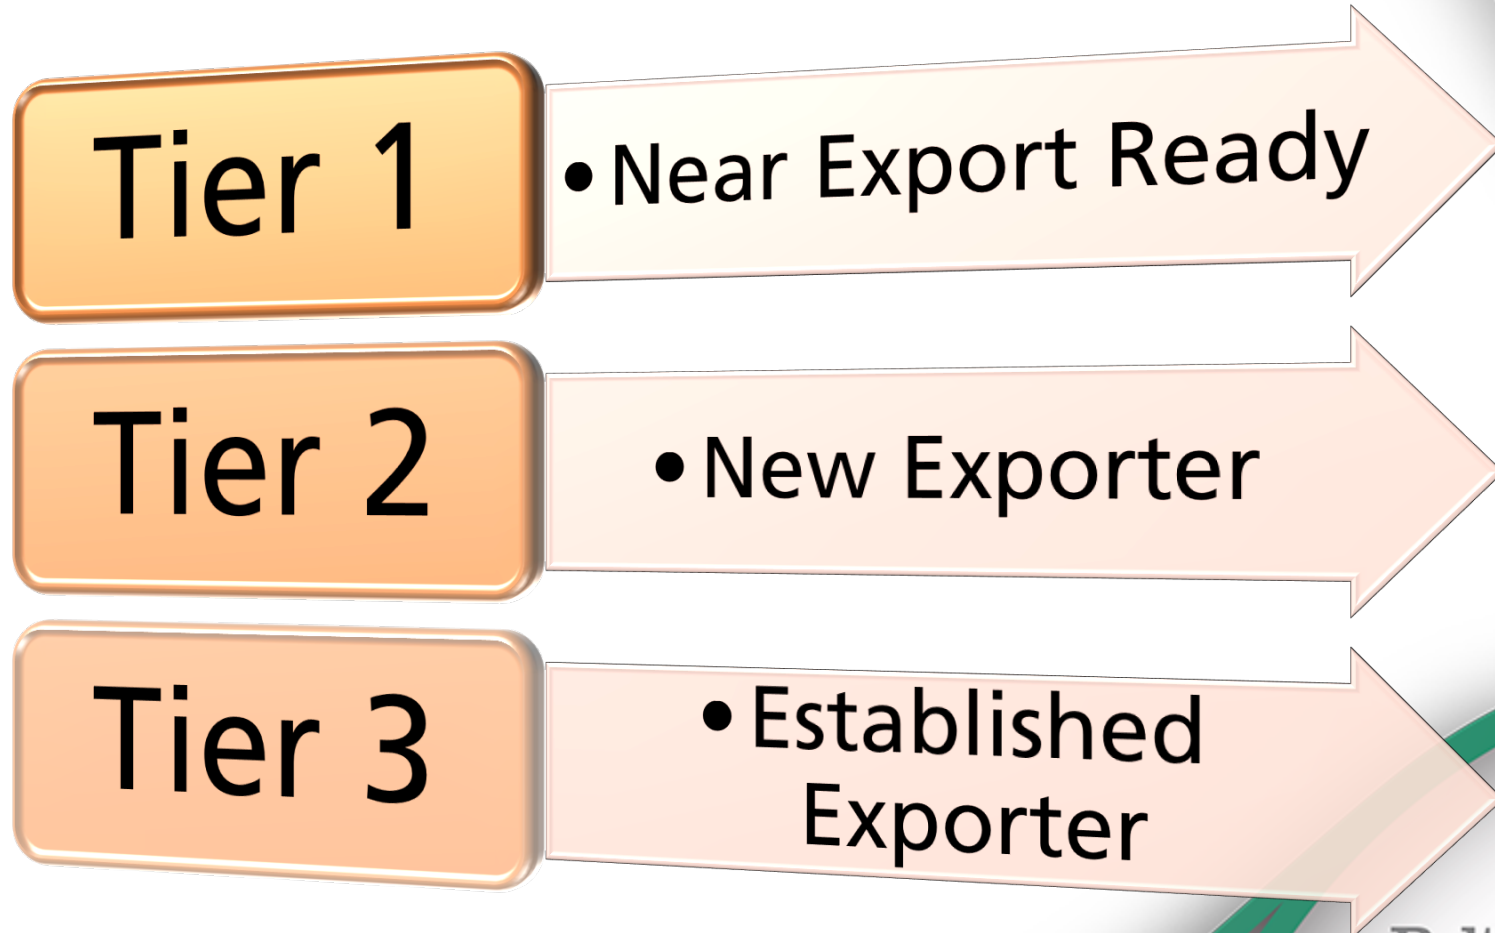 Tier 1
• Near Export Ready
Tier 2
• New Exporter
Tier 3
• Established
Exporter